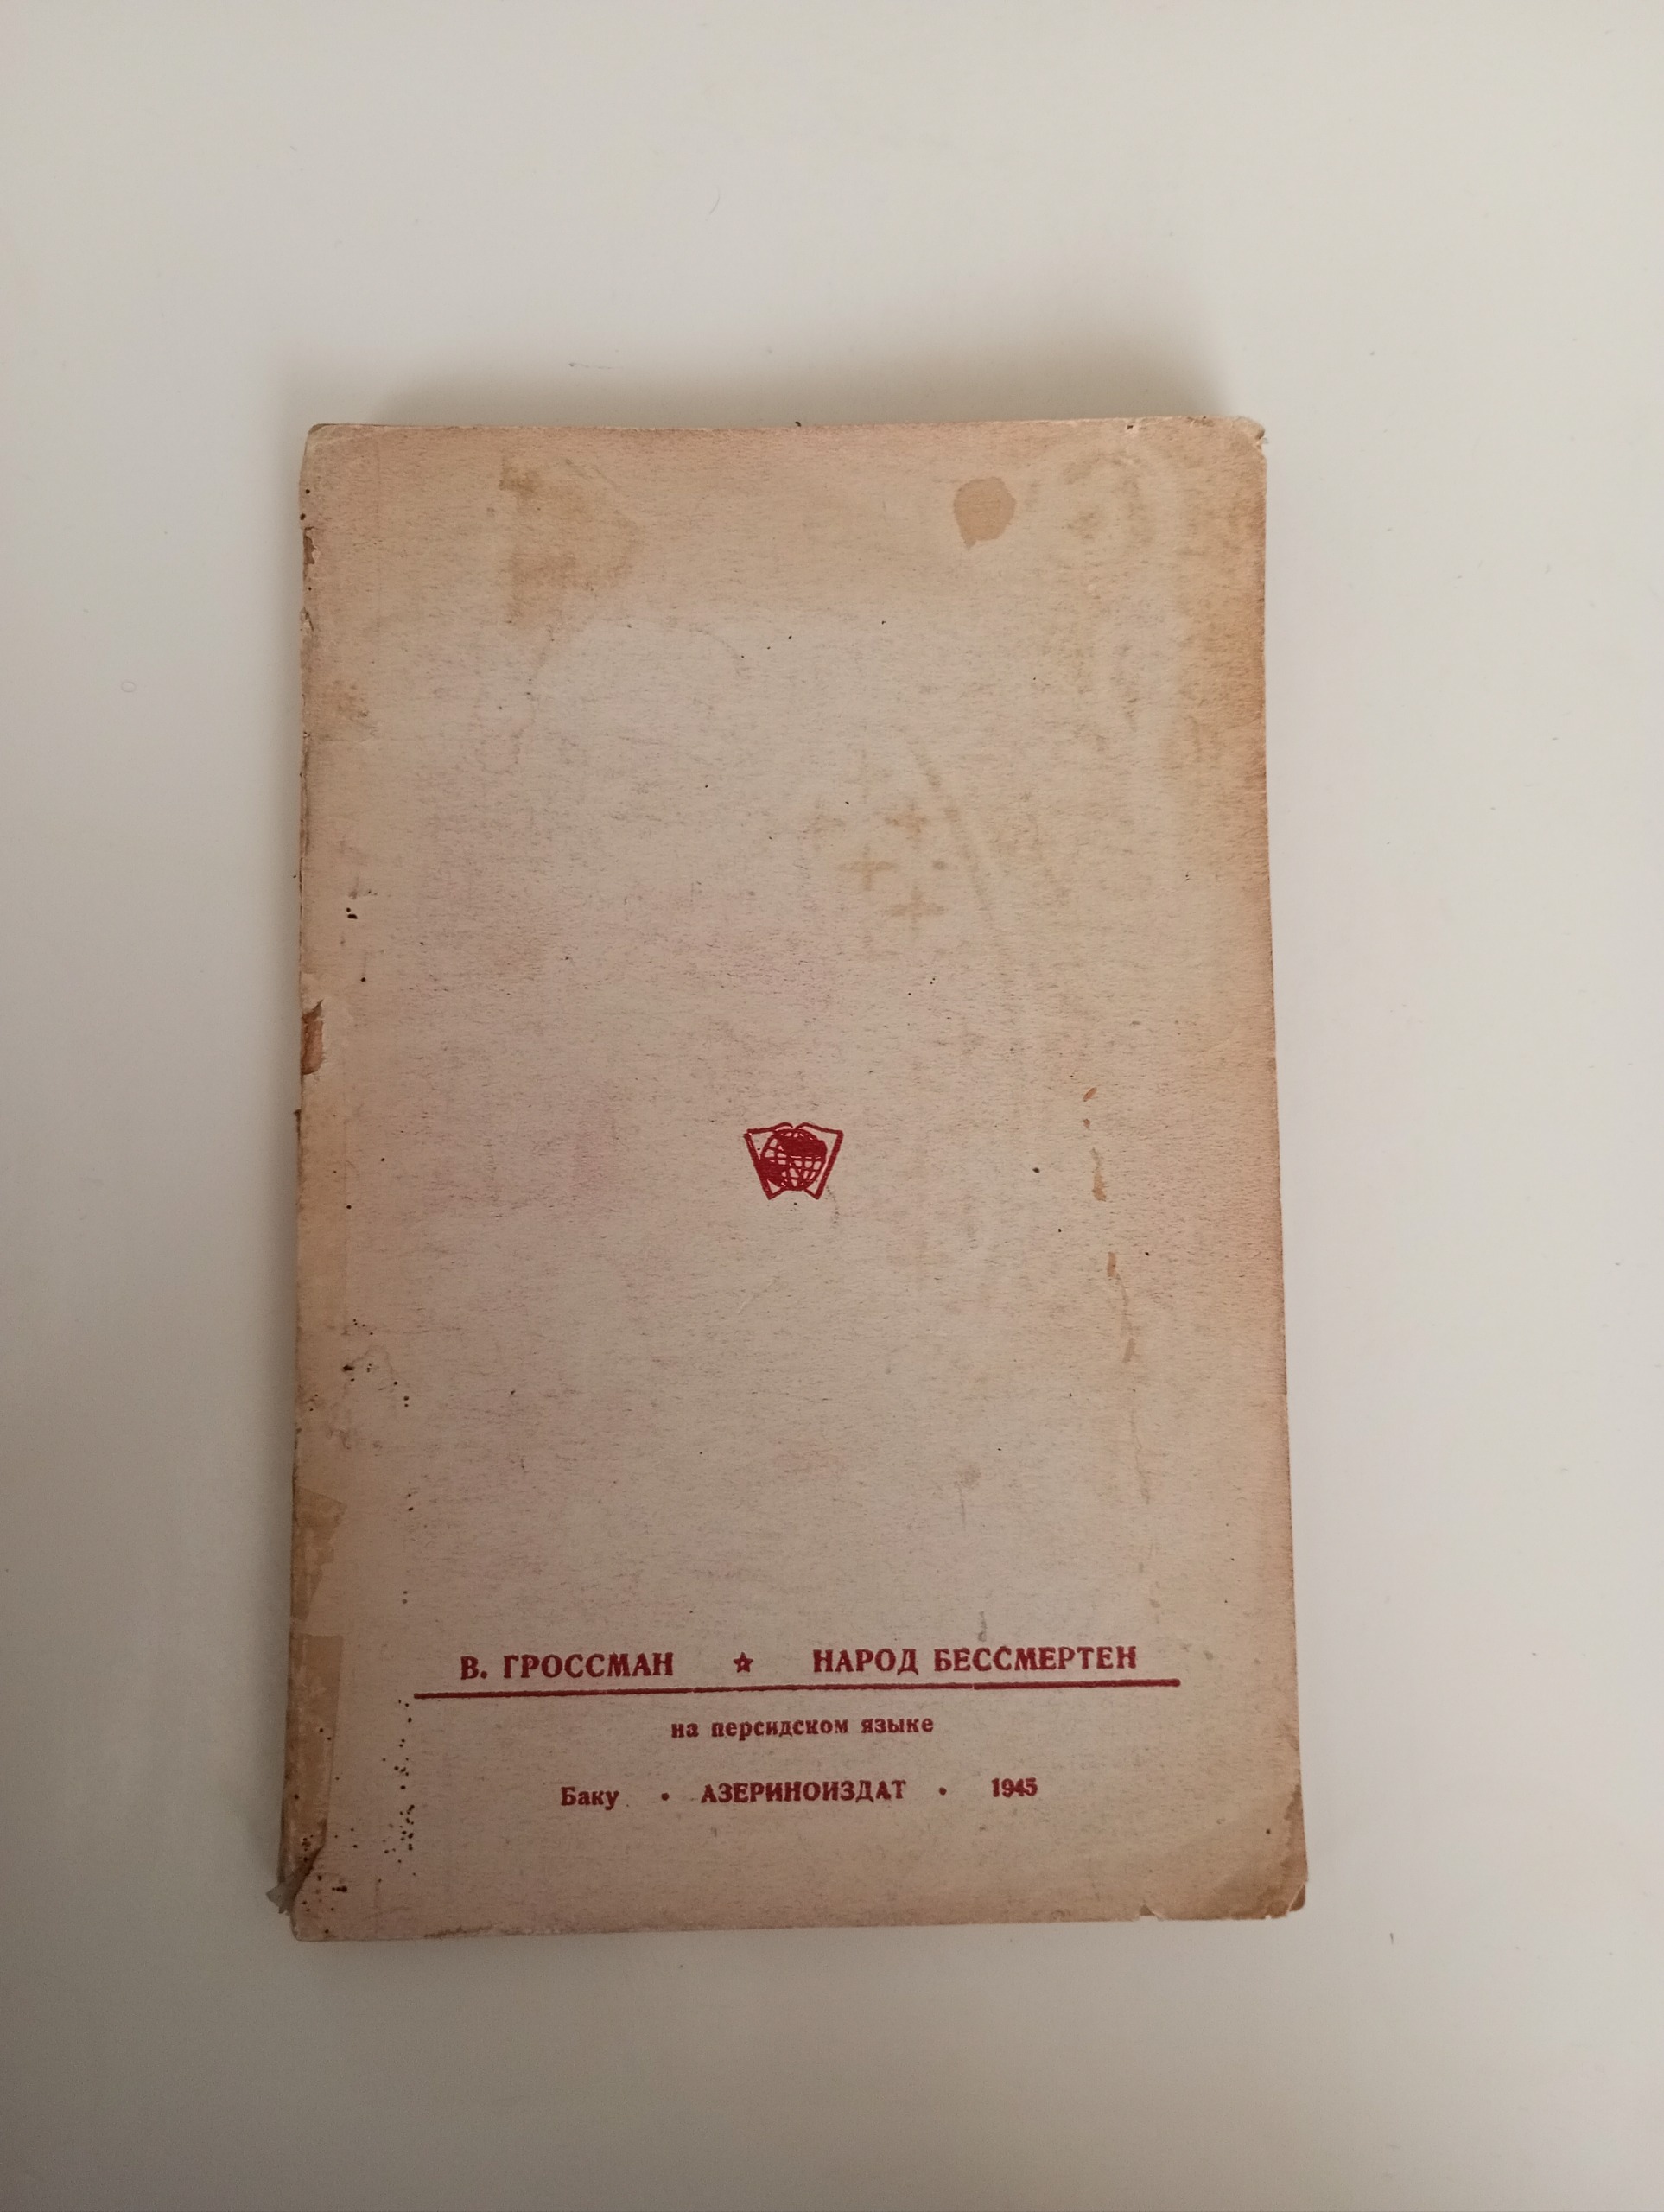 В. ГРОССМАН ☆ НАРОД БЕССМЕРТЕН
на персидском языке
Баку • АЗЕРИНОИЗДАТ • 1945